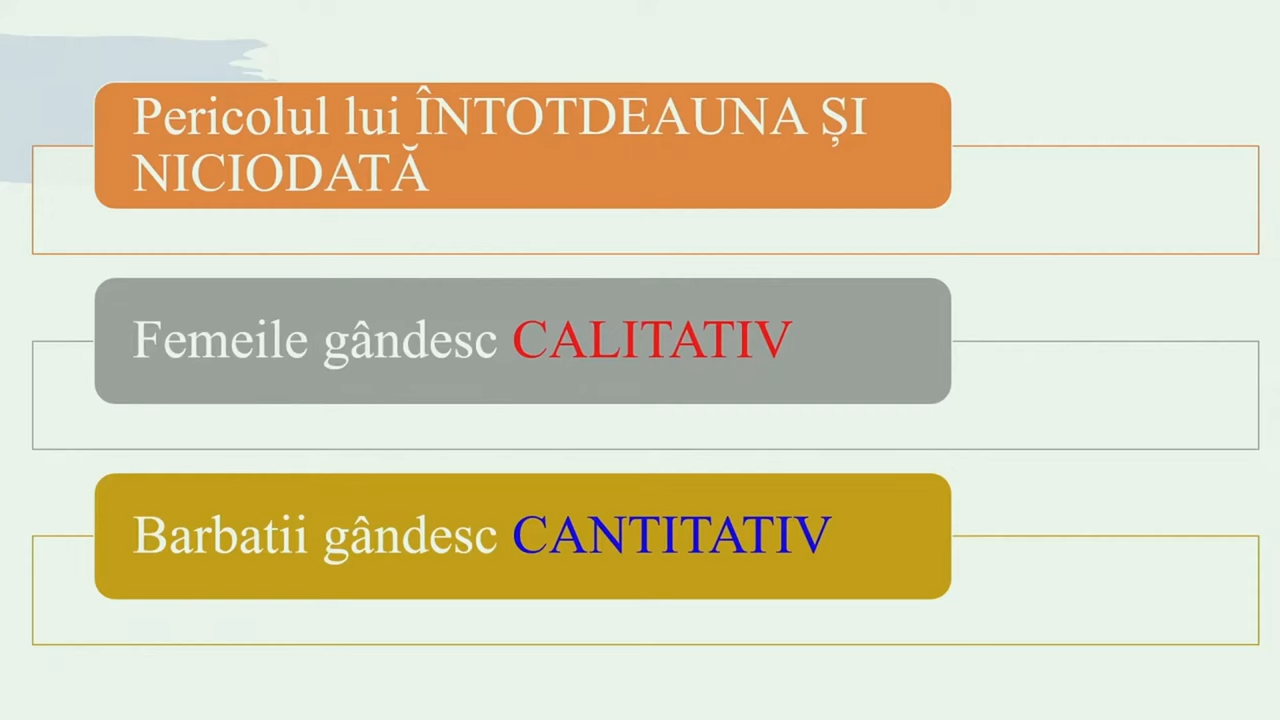 Pericolul lui ÎNTOTDEAUNA ȘI
NICIODATĂ
Femeile gândesc CALITATIV
Barbatii gândesc CANTITATIV